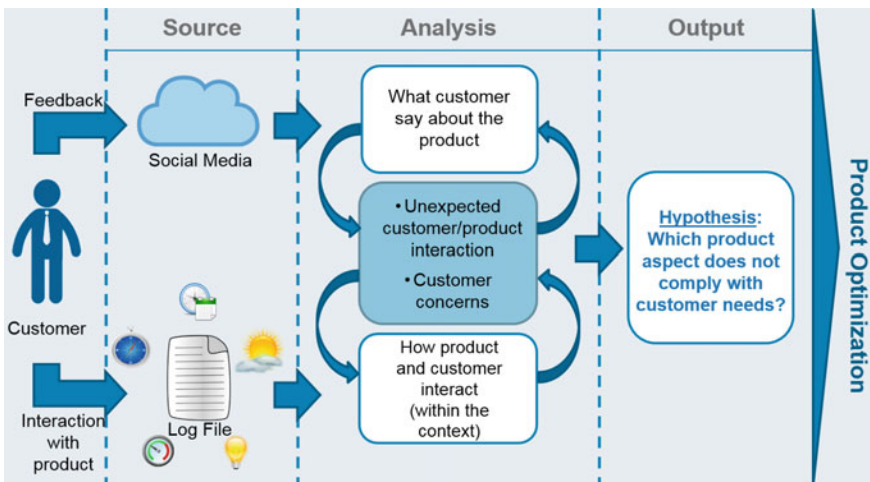 Source
Analysis
Output
Feedback
Social Media
What customer
say about the
product
• Unexpected
customer/product
interaction
• Customer
concerns
Hypothesis:
Which product
aspect does not
comply with
customer needs?
Product Optimization
Customer
Interaction
with
product
Log File
How product
and customer
interact
(within the
context)